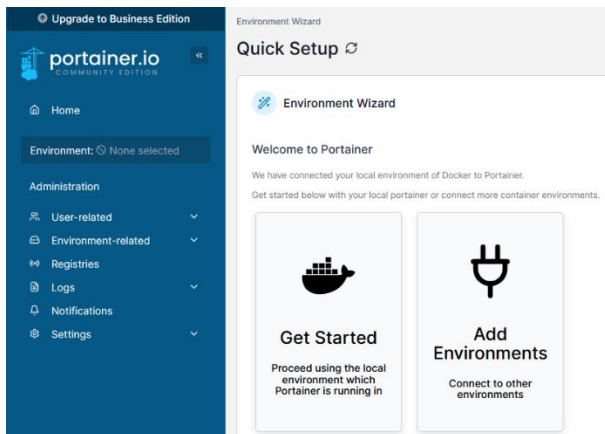 Upgrade to Business Edition
portainer.io
COMMUNITY EDITION
Home
Environment: None selected
Administration
User-related
Environment-related
Registries
Logs
Notifications
Settings
Environment Wizard
Quick Setup
Environment Wizard
Welcome to Portainer
We have connected your local environment of Docker to Portainer.
Get started below with your local portainer or connect more container environments.
Get Started
Proceed using the local
environment which
Portainer is running in
Add
Environments
Connect to other
environments